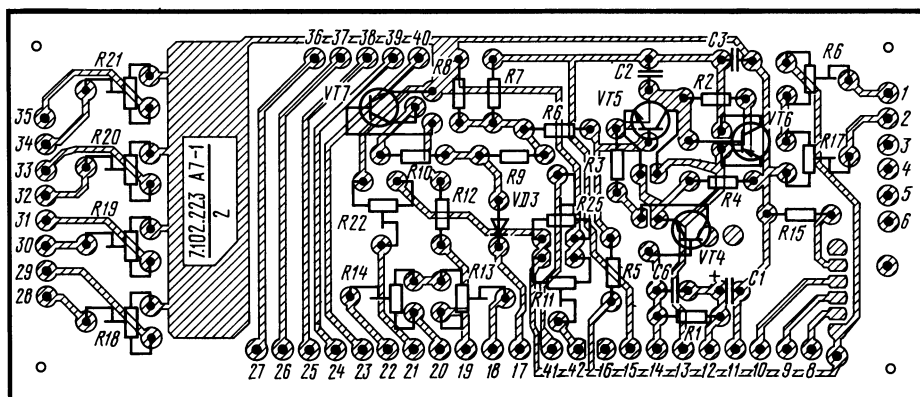 36 37 38 39 40
C3
R21
R8
R7
C2
R2
R6
1
VT7
VT5
VT6
2
35
R6
34
R20
R17
3
33
R3
4
32
R10
R9
R4
5
31
R19
R12
VD3
R25
6
30
R22
R15
7.102.223 A7-1
2
VT4
29
R14
R13
R11
R5
C6
+
C1
28
R18
R1
27 26 25 24 23 22 21 20 19 18 17 41 42 16 15 14 13 12 11 10 9 8